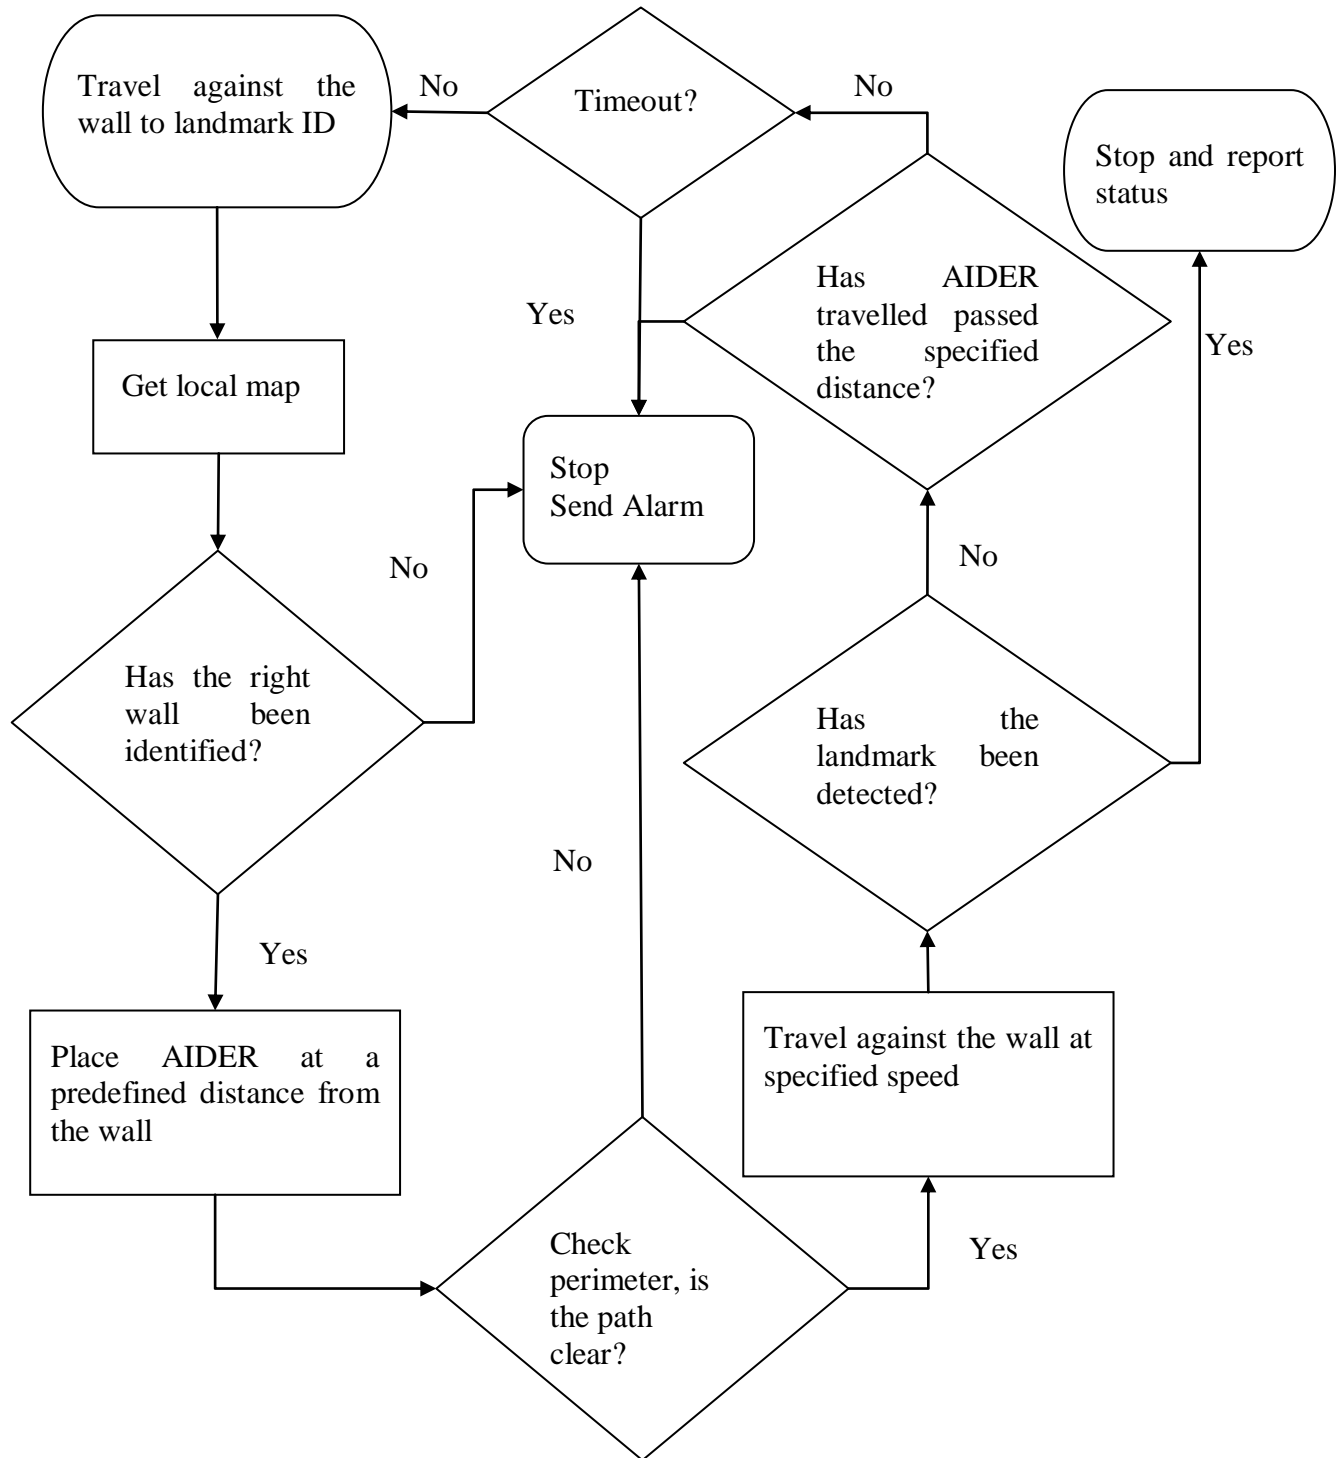 Travel against the
wall to landmark ID
No
Timeout?
No
Stop and report
status
Has AIDER
travelled passed
the specified
distance?
Yes
Yes
Get local map
Stop
Send Alarm
No
No
Has the right
wall been
identified?
Has the
landmark been
detected?
No
Yes
Place AIDER at a
predefined distance from
the wall
Travel against the wall at
specified speed
Check
perimeter, is
the path
clear?
Yes